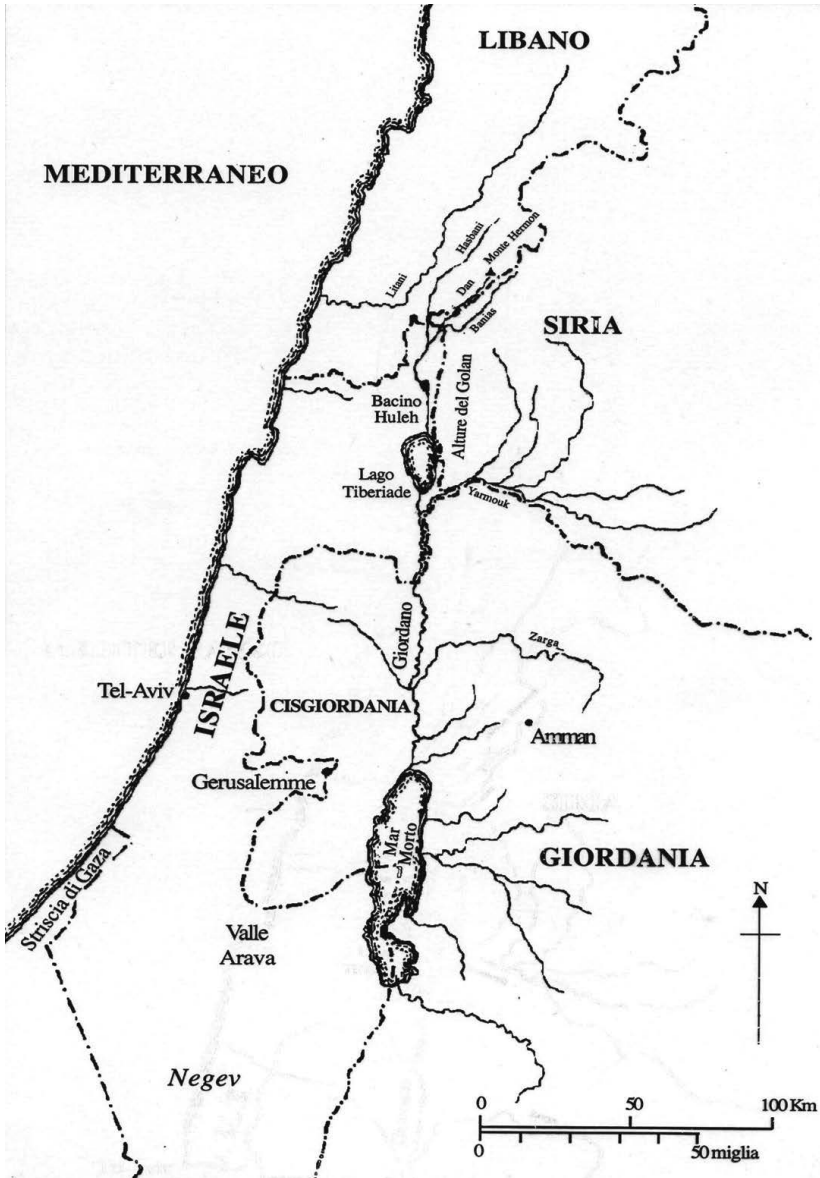 LIBANO
MEDITERRANEO
Hasbani
Monte Hermon
Litani
Dan
Banias
SIRIA
Bacino
Huleh
Alture del Golan
Lago
Tiberiade
Yarmouk
Giordano
Zarga
ISRAELE
Tel-Aviv
CISGIORDANIA
Amman
Gerusalemme
Mar
Morto
GIORDANIA
Striscia di Gaza
N
Valle
Arava
Negev
0 50 100 Km
0 50 miglia